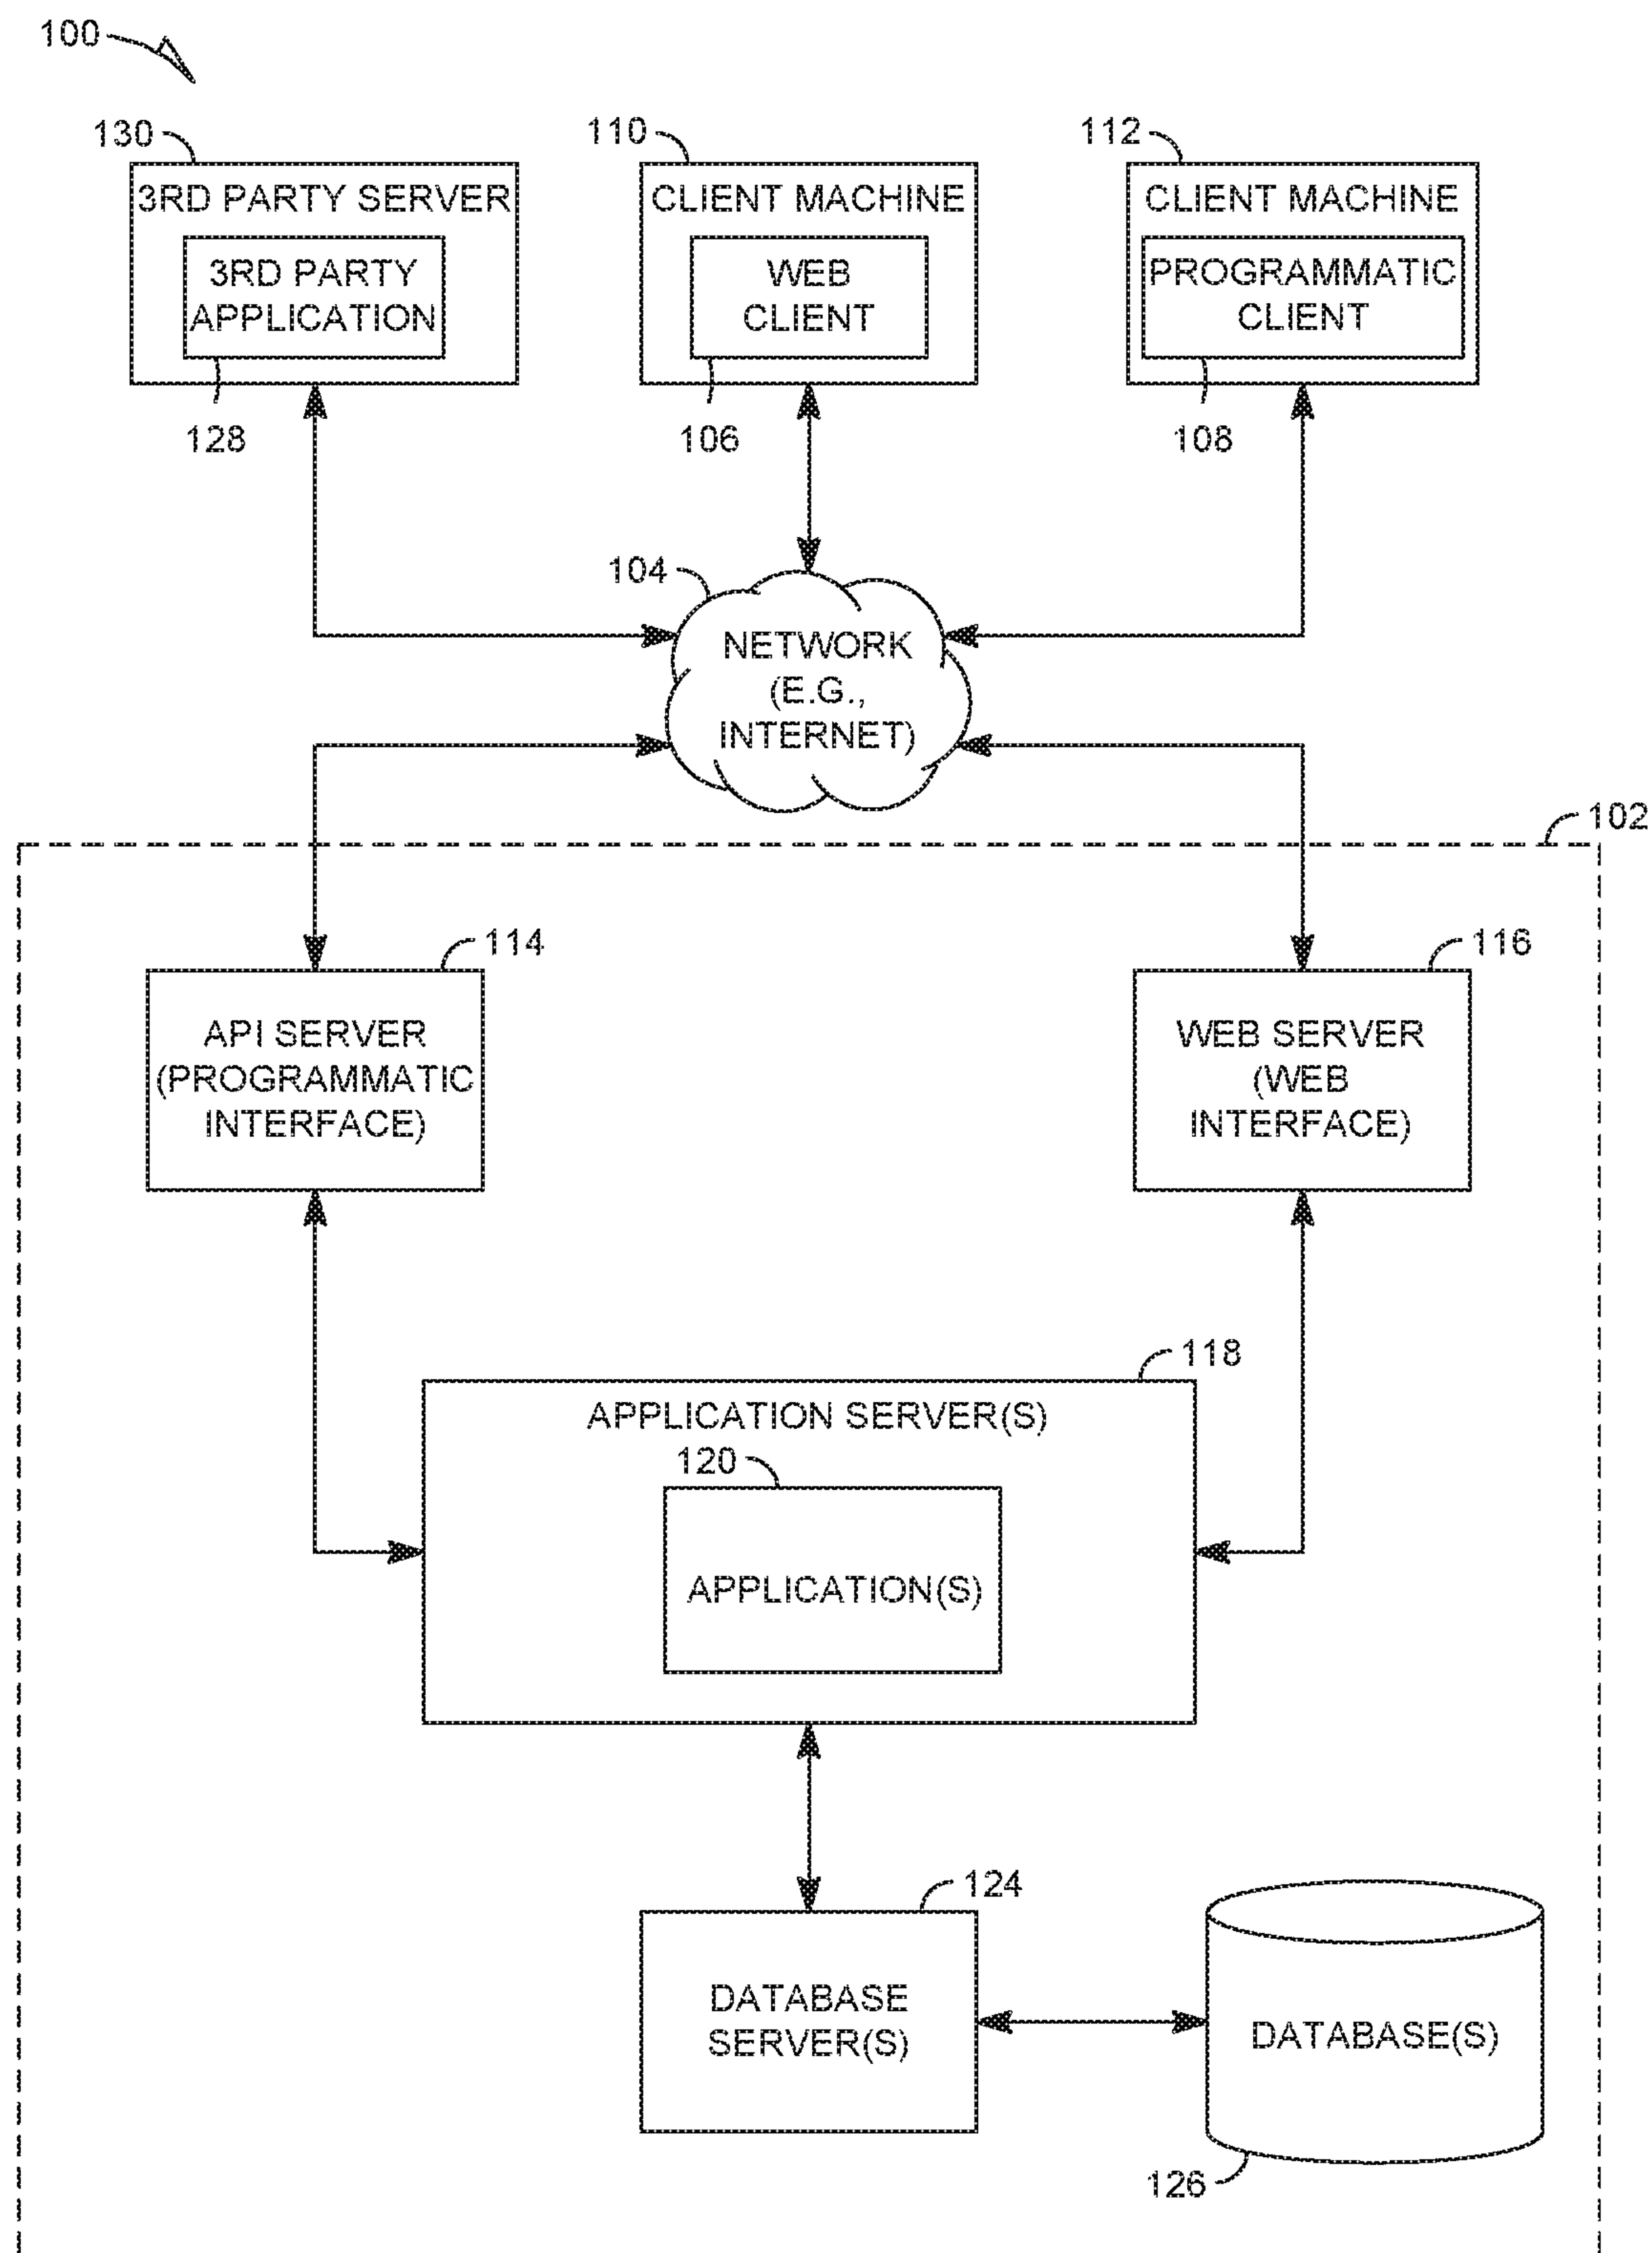 100
130
110
112
3RD PARTY SERVER
CLIENT MACHINE
CLIENT MACHINE
3RD PARTY
APPLICATION
WEB
CLIENT
PROGRAMMATIC
CLIENT
128
106
108
104
NETWORK
(E.G.,
INTERNET)
102
114
116
API SERVER
(PROGRAMMATIC
INTERFACE)
WEB SERVER
(WEB
INTERFACE)
118
APPLICATION SERVER(S)
120
APPLICATION(S)
124
DATABASE
SERVER(S)
DATABASE(S)
126